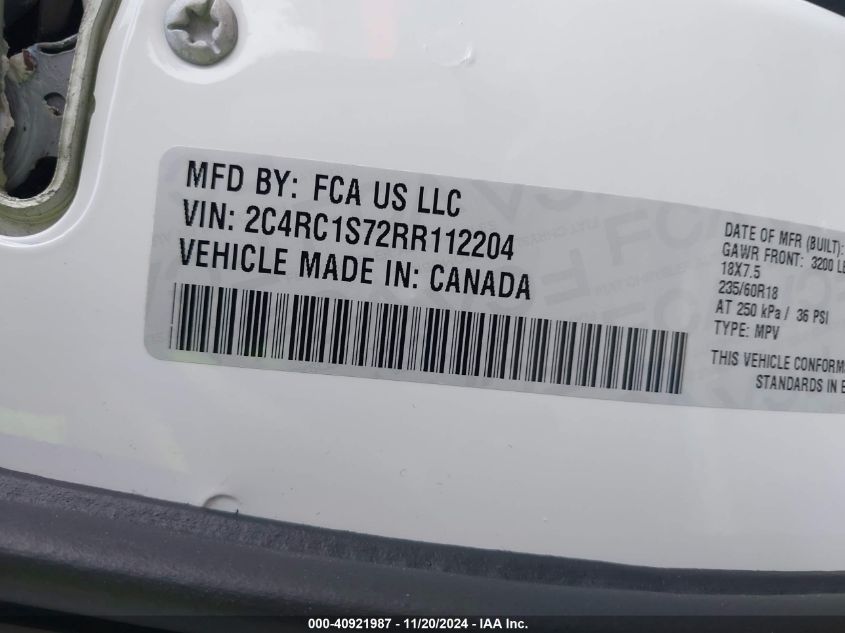 MFD BY: FCA US LLC
VIN: 2C4RC1S72RR112204
VEHICLE MADE IN: CANADA
DATE OF MFR (BUILT):
GAWR FRONT: 3200 LB
18X7.5
235/60R18
AT 250 kPa / 36 PSI
TYPE: MPV
THIS VEHICLE CONFORM
STANDARDS IN E
000-40921987 - 11/20/2024 - IAA Inc.